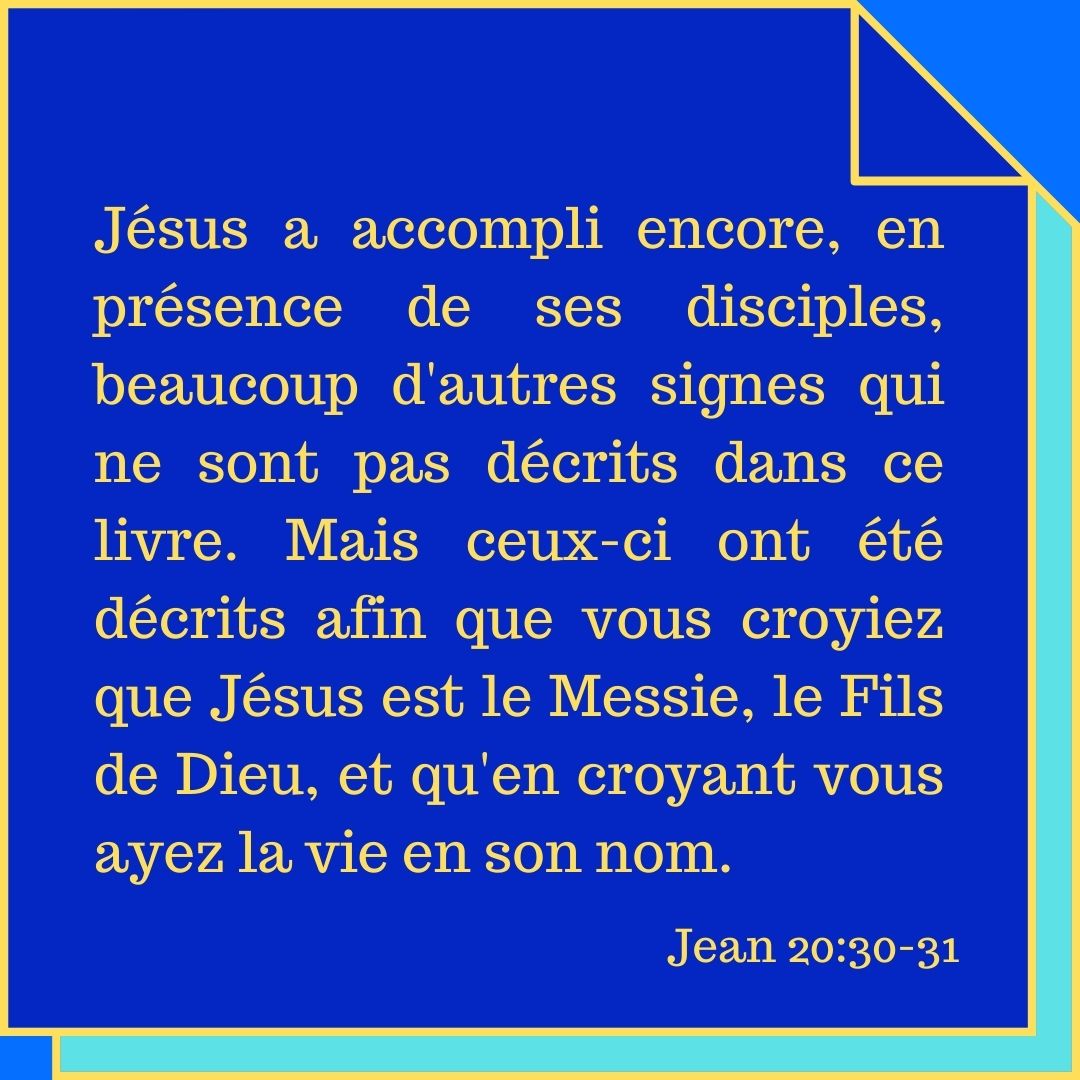 Jésus a accompli encore, en
présence de ses disciples,
beaucoup d'autres signes qui
ne sont pas décrits dans ce
livre. Mais ceux-ci ont été
décrits afin que vous croyiez
que Jésus est le Messie, le Fils
de Dieu, et qu'en croyant vous
ayez la vie en son nom.
Jean 20:30-31